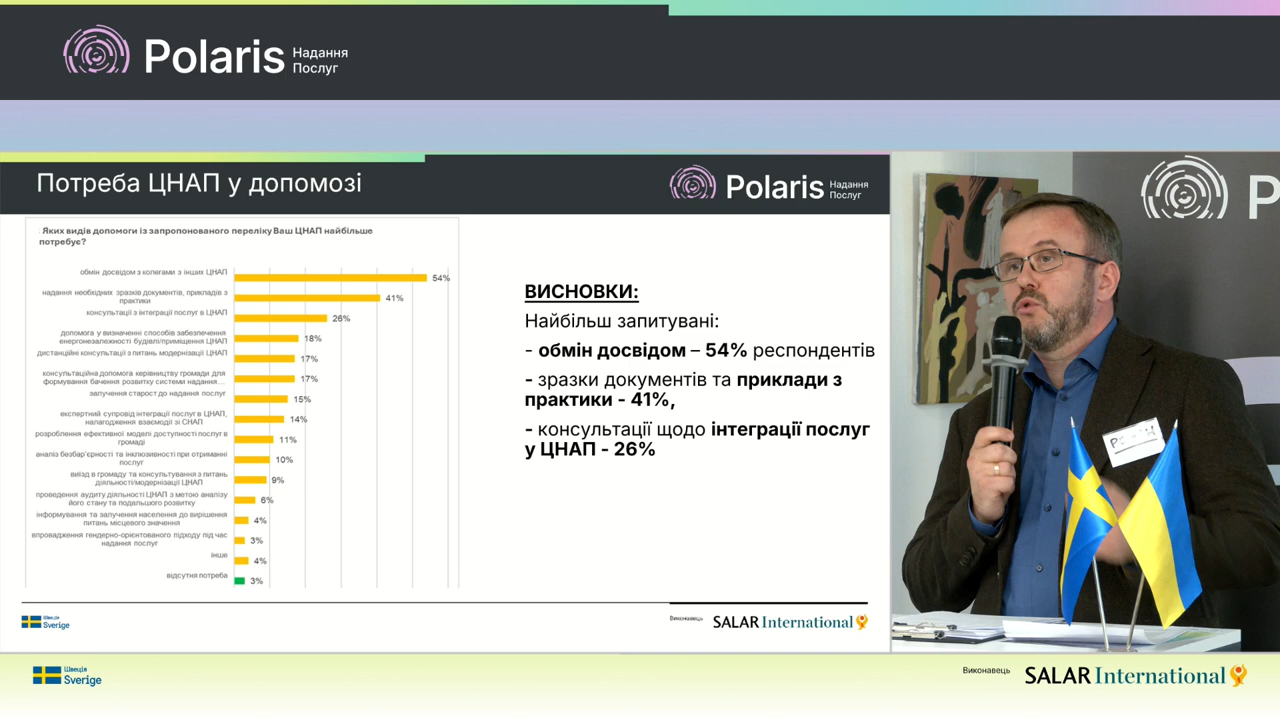 Polaris Надання
Послуг
Потреба ЦНАП у допомозі
Polaris Надання
Послуг
Яких видів допомоги із запропонованого переліку Ваш ЦНАП найбільше
потребує?
обмін досвідом з колегами з інших ЦНАП 54%
надання необхідних зразків документів, прикладів з
практики 41%
консультації з інтеграції послуг в ЦНАП 26%
допомога у визначенні способів забезпечення
енергонезалежності будівлі/приміщення ЦНАП 18%
дистанційні консультації з питань модернізації ЦНАП 17%
консультаційна допомога керівництву громади для
формування бачення розвитку системи надання... 17%
залучення старост до надання послуг 15%
експертний супровід інтеграції послуг в ЦНАП,
налагодження взаємодії зі СНАП 14%
розроблення ефективної моделі доступності послуг в
громаді 11%
аналіз безбар'єрності та інклюзивності при отриманні
послуг 10%
виїзд в громаду та консультування з питань
діяльності/модернізації ЦНАП 9%
проведення аудиту діяльності ЦНАП з метою аналізу
його стану та подальшого розвитку 6%
інформування та залучення населення до вирішення
питань місцевого значення 4%
впровадження гендерно-орієнтованого підходу під час
надання послуг 3%
інше 4%
відсутня потреба 3%
ВИСНОВКИ:
Найбільш запитувані:
- обмін досвідом – 54% респондентів
- зразки документів та приклади з
практики - 41%,
- консультації щодо інтеграції послуг
у ЦНАП - 26%
Швеція
Sverige
Виконавець SALAR International
P
Швеція
Sverige
Виконавець SALAR International